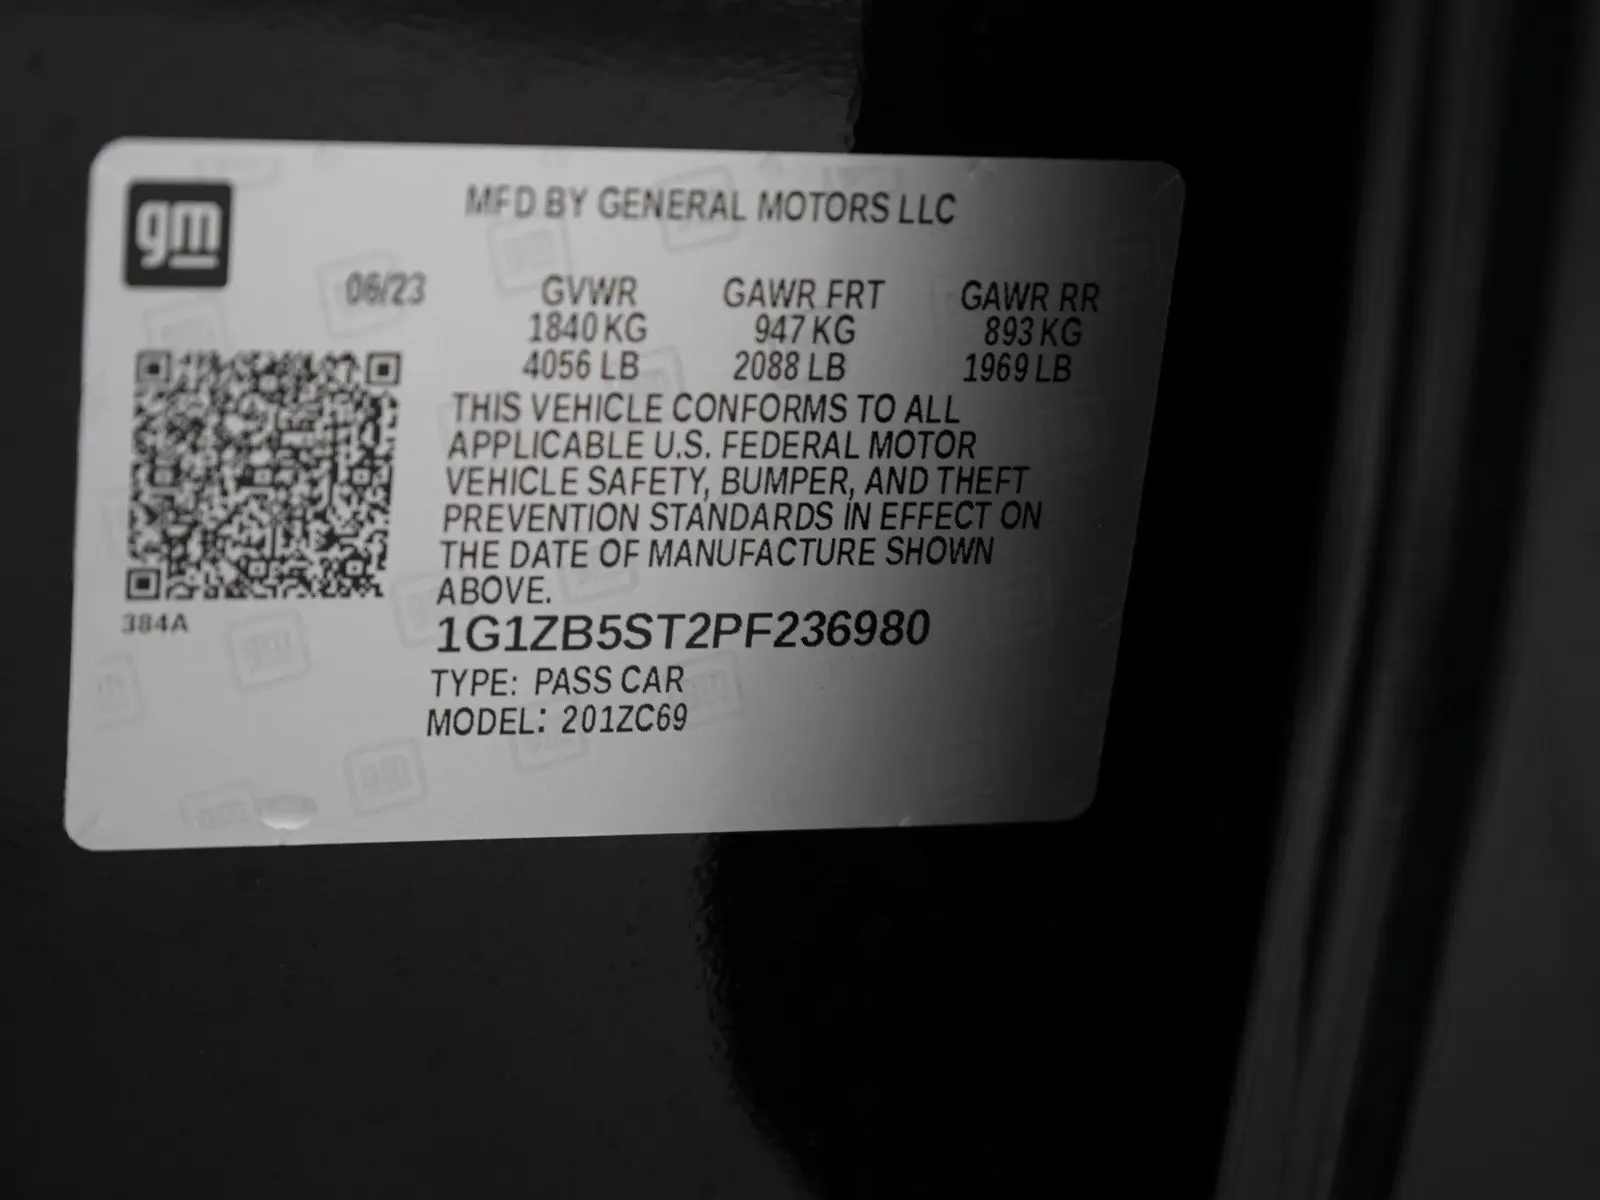 gm
MFD BY GENERAL MOTORS LLC
06/23 GVWR GAWR FRT GAWR RR
1840 KG 947 KG 893 KG
4056 LB 2088 LB 1969 LB
THIS VEHICLE CONFORMS TO ALL
APPLICABLE U.S. FEDERAL MOTOR
VEHICLE SAFETY, BUMPER, AND THEFT
PREVENTION STANDARDS IN EFFECT ON
THE DATE OF MANUFACTURE SHOWN
ABOVE.
384A
1G1ZB5ST2PF236980
TYPE: PASS CAR
MODEL: 201ZC69